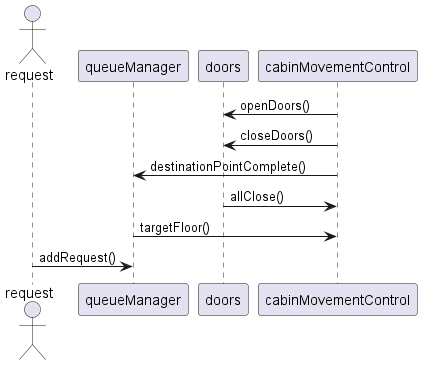 request
queueManager
doors
cabinMovementControl
openDoors()
closeDoors()
destinationPointComplete()
allClose()
targetFloor()
addRequest()
request
queueManager
doors
cabinMovementControl